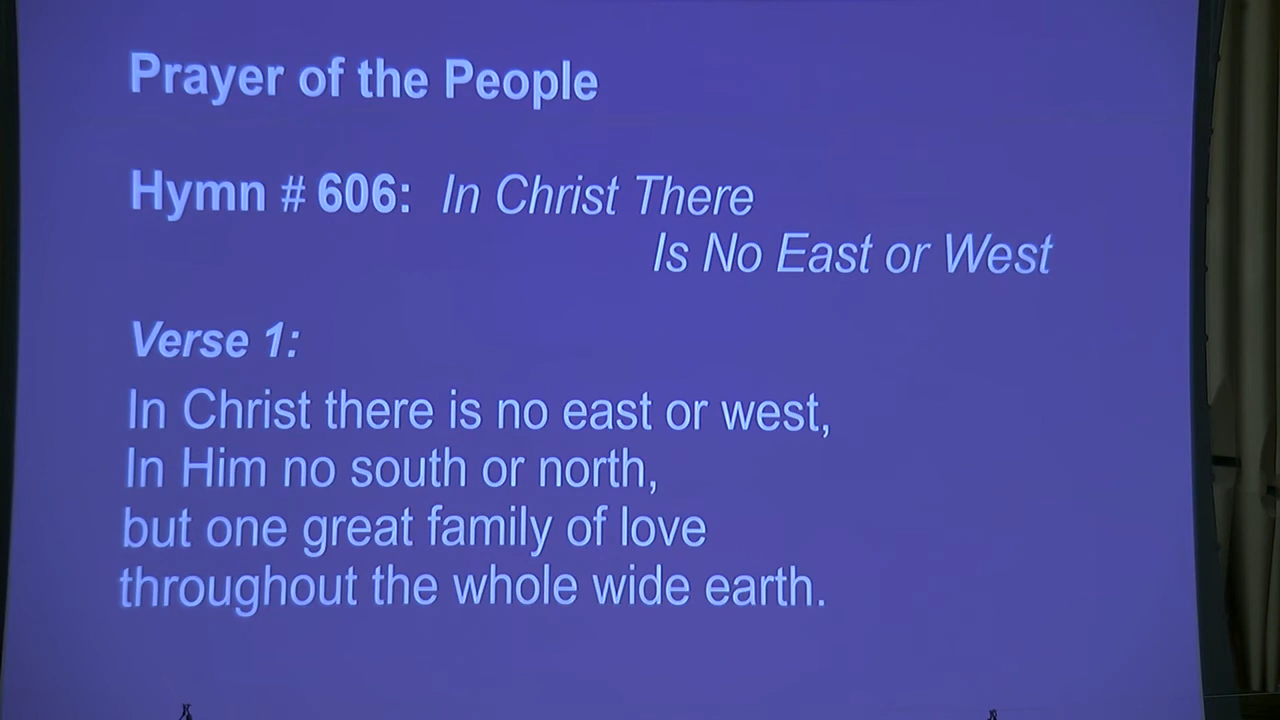 Prayer of the People
Hymn # 606: In Christ There
Is No East or West
Verse 1:
In Christ there is no east or west,
In Him no south or north,
but one great family of love
throughout the whole wide earth.